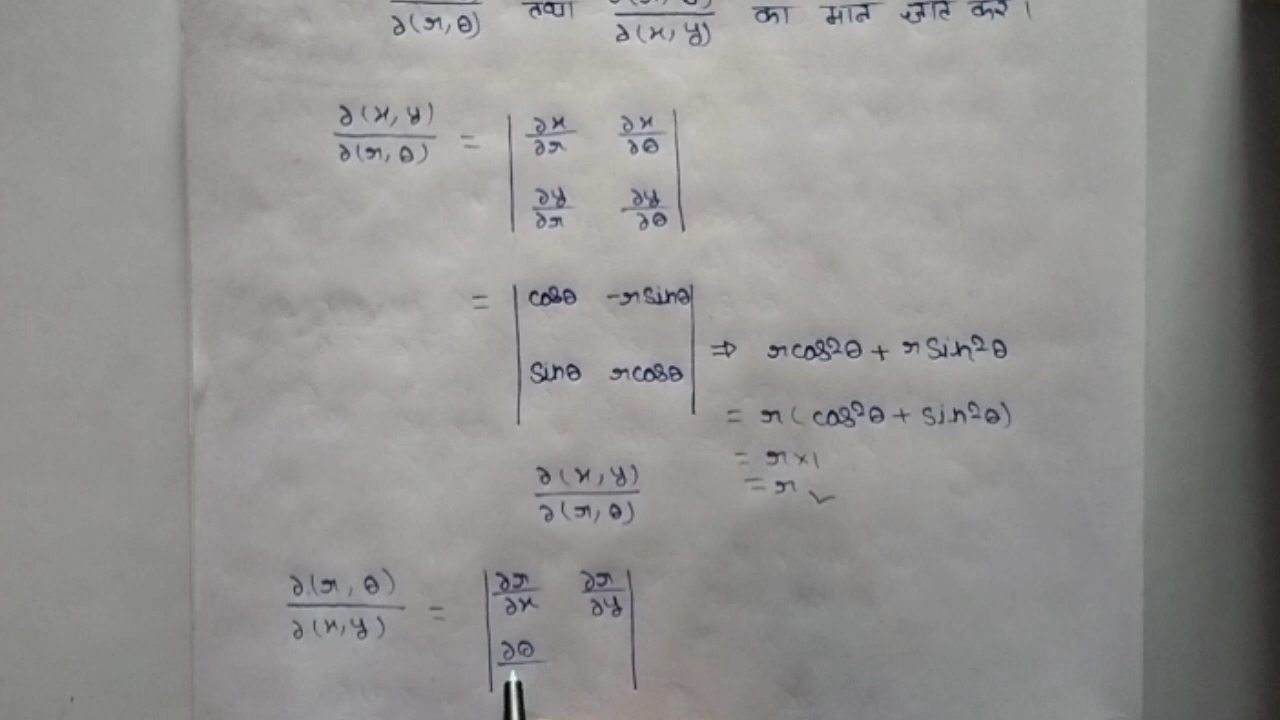 ∂(r, θ) तथा ∂(x, y) का मान ज्ञात करें।
∂(x, y) / ∂(r, θ) = | ∂x/∂r ∂x/∂θ |
| ∂y/∂r ∂y/∂θ |
= | cosθ -r sinθ |
| sinθ r cosθ | ⇒ r cos²θ + r sin²θ
= r ( cos²θ + sin²θ)
= r × 1
= r ✓
∂(x, y) / ∂(r, θ)
∂(r, θ) / ∂(x, y) = | ∂r/∂x ∂r/∂y |
| ∂θ